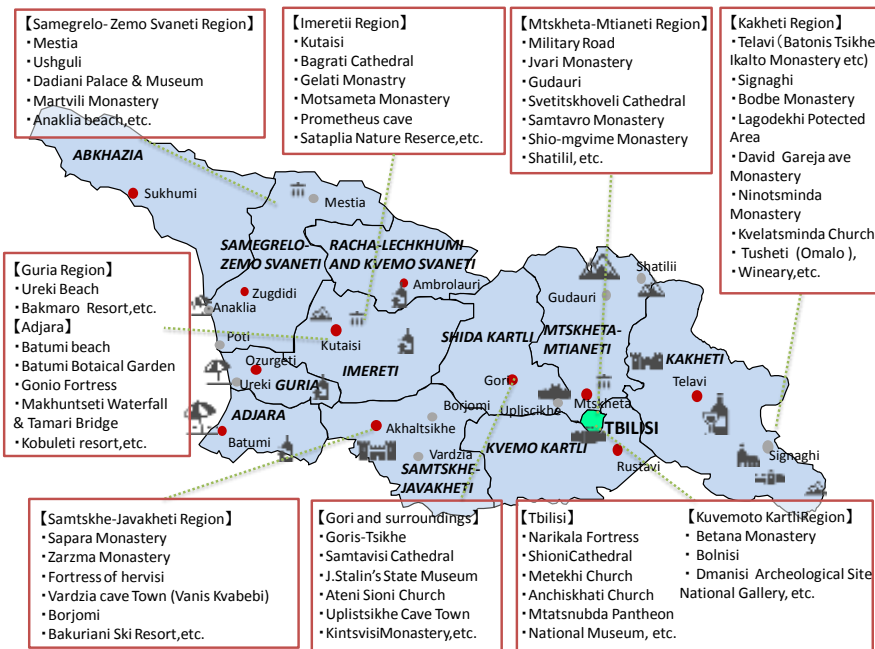 【Samegrelo- Zemo Svaneti Region】
・Mestia
・Ushguli
・Dadiani Palace & Museum
・Martvili Monastery
・Anaklia beach,etc.
【Imeretii Region】
・Kutaisi
・Bagrati Cathedral
・Gelati Monastry
・Motsameta Monastery
・Prometheus cave
・Sataplia Nature Reserce,etc.
【Mtskheta-Mtianeti Region】
・Military Road
・Jvari Monastery
・Gudauri
・Svetitskhoveli Cathedral
・Samtavro Monastery
・Shio-mgvime Monastery
・Shatilil, etc.
【Kakheti Region】
・Telavi（Batonis Tsikhe
Ikalto Monastery etc)
・Signaghi
・Bodbe Monastery
・Lagodekhi Potected
Area
・David Gareja ave
Monastery
・Ninotsminda
Monastery
・Kvelatsminda Church
・Tusheti (Omalo ),
・Wineary,etc.
ABKHAZIA
Sukhumi
Mestia
SAMEGRELO-
ZEMO SVANETI
RACHA-LECHKHUMI
AND KVEMO SVANETI
Ambrolauri
Zugdidi
Anaklia
Poti
Kutaisi
IMERETI
SHIDA KARTLI
Shatilii
Gudauri
MTSKHETA-
MTIANETI
KAKHETI
Telavi
Ozurgeti
Ureki
GURIA
ADJARA
Batumi
Gori
Upliscikhe
Mtskheta
TBILISI
Borjomi
Akhaltsikhe
Vardzia
SAMTSKHE-
JAVAKHETI
KVEMO KARTLI
Rustavi
Signaghi
【Guria Region】
・Ureki Beach
・Bakmaro Resort,etc.
【Adjara】
・Batumi beach
・Batumi Botaical Garden
・Gonio Fortress
・Makhuntseti Waterfall
& Tamari Bridge
・Kobuleti resort,etc.
【Samtskhe-Javakheti Region】
・Sapara Monastery
・Zarzma Monastery
・Fortress of hervisi
・Vardzia cave Town (Vanis Kvabebi)
・Borjomi
・Bakuriani Ski Resort,etc.
【Gori and surroundings】
・Goris-Tsikhe
・Samtavisi Cathedral
・J.Stalin's State Museum
・Ateni Sioni Church
・Uplistsikhe Cave Town
・KintsvisiMonastery,etc.
【Tbilisi】
・Narikala Fortress
・ShioniCathedral
・Metekhi Church
・Anchiskhati Church
・Mtatsnubda Pantheon
・National Museum, etc.
【Kuvemoto KartliRegion】
・Betana Monastery
・Bolnisi
・Dmanisi Archeological Site
National Gallery, etc.